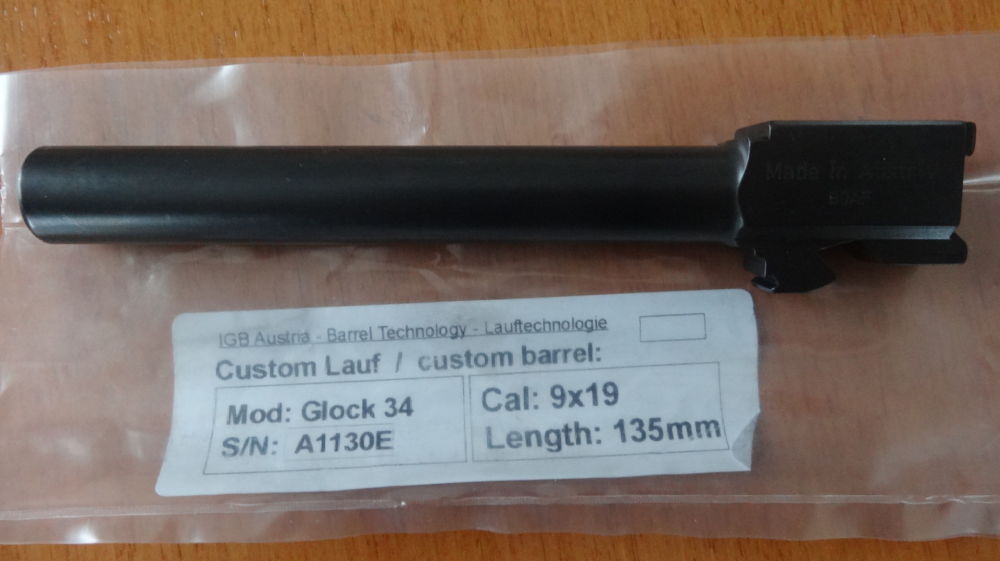 Made in Austria
IGB Austria - Barrel Technology - Lauftechnologie
Custom Lauf / custom barrel:
Mod: Glock 34
S/N: A1130E
Cal: 9x19
Length: 135mm